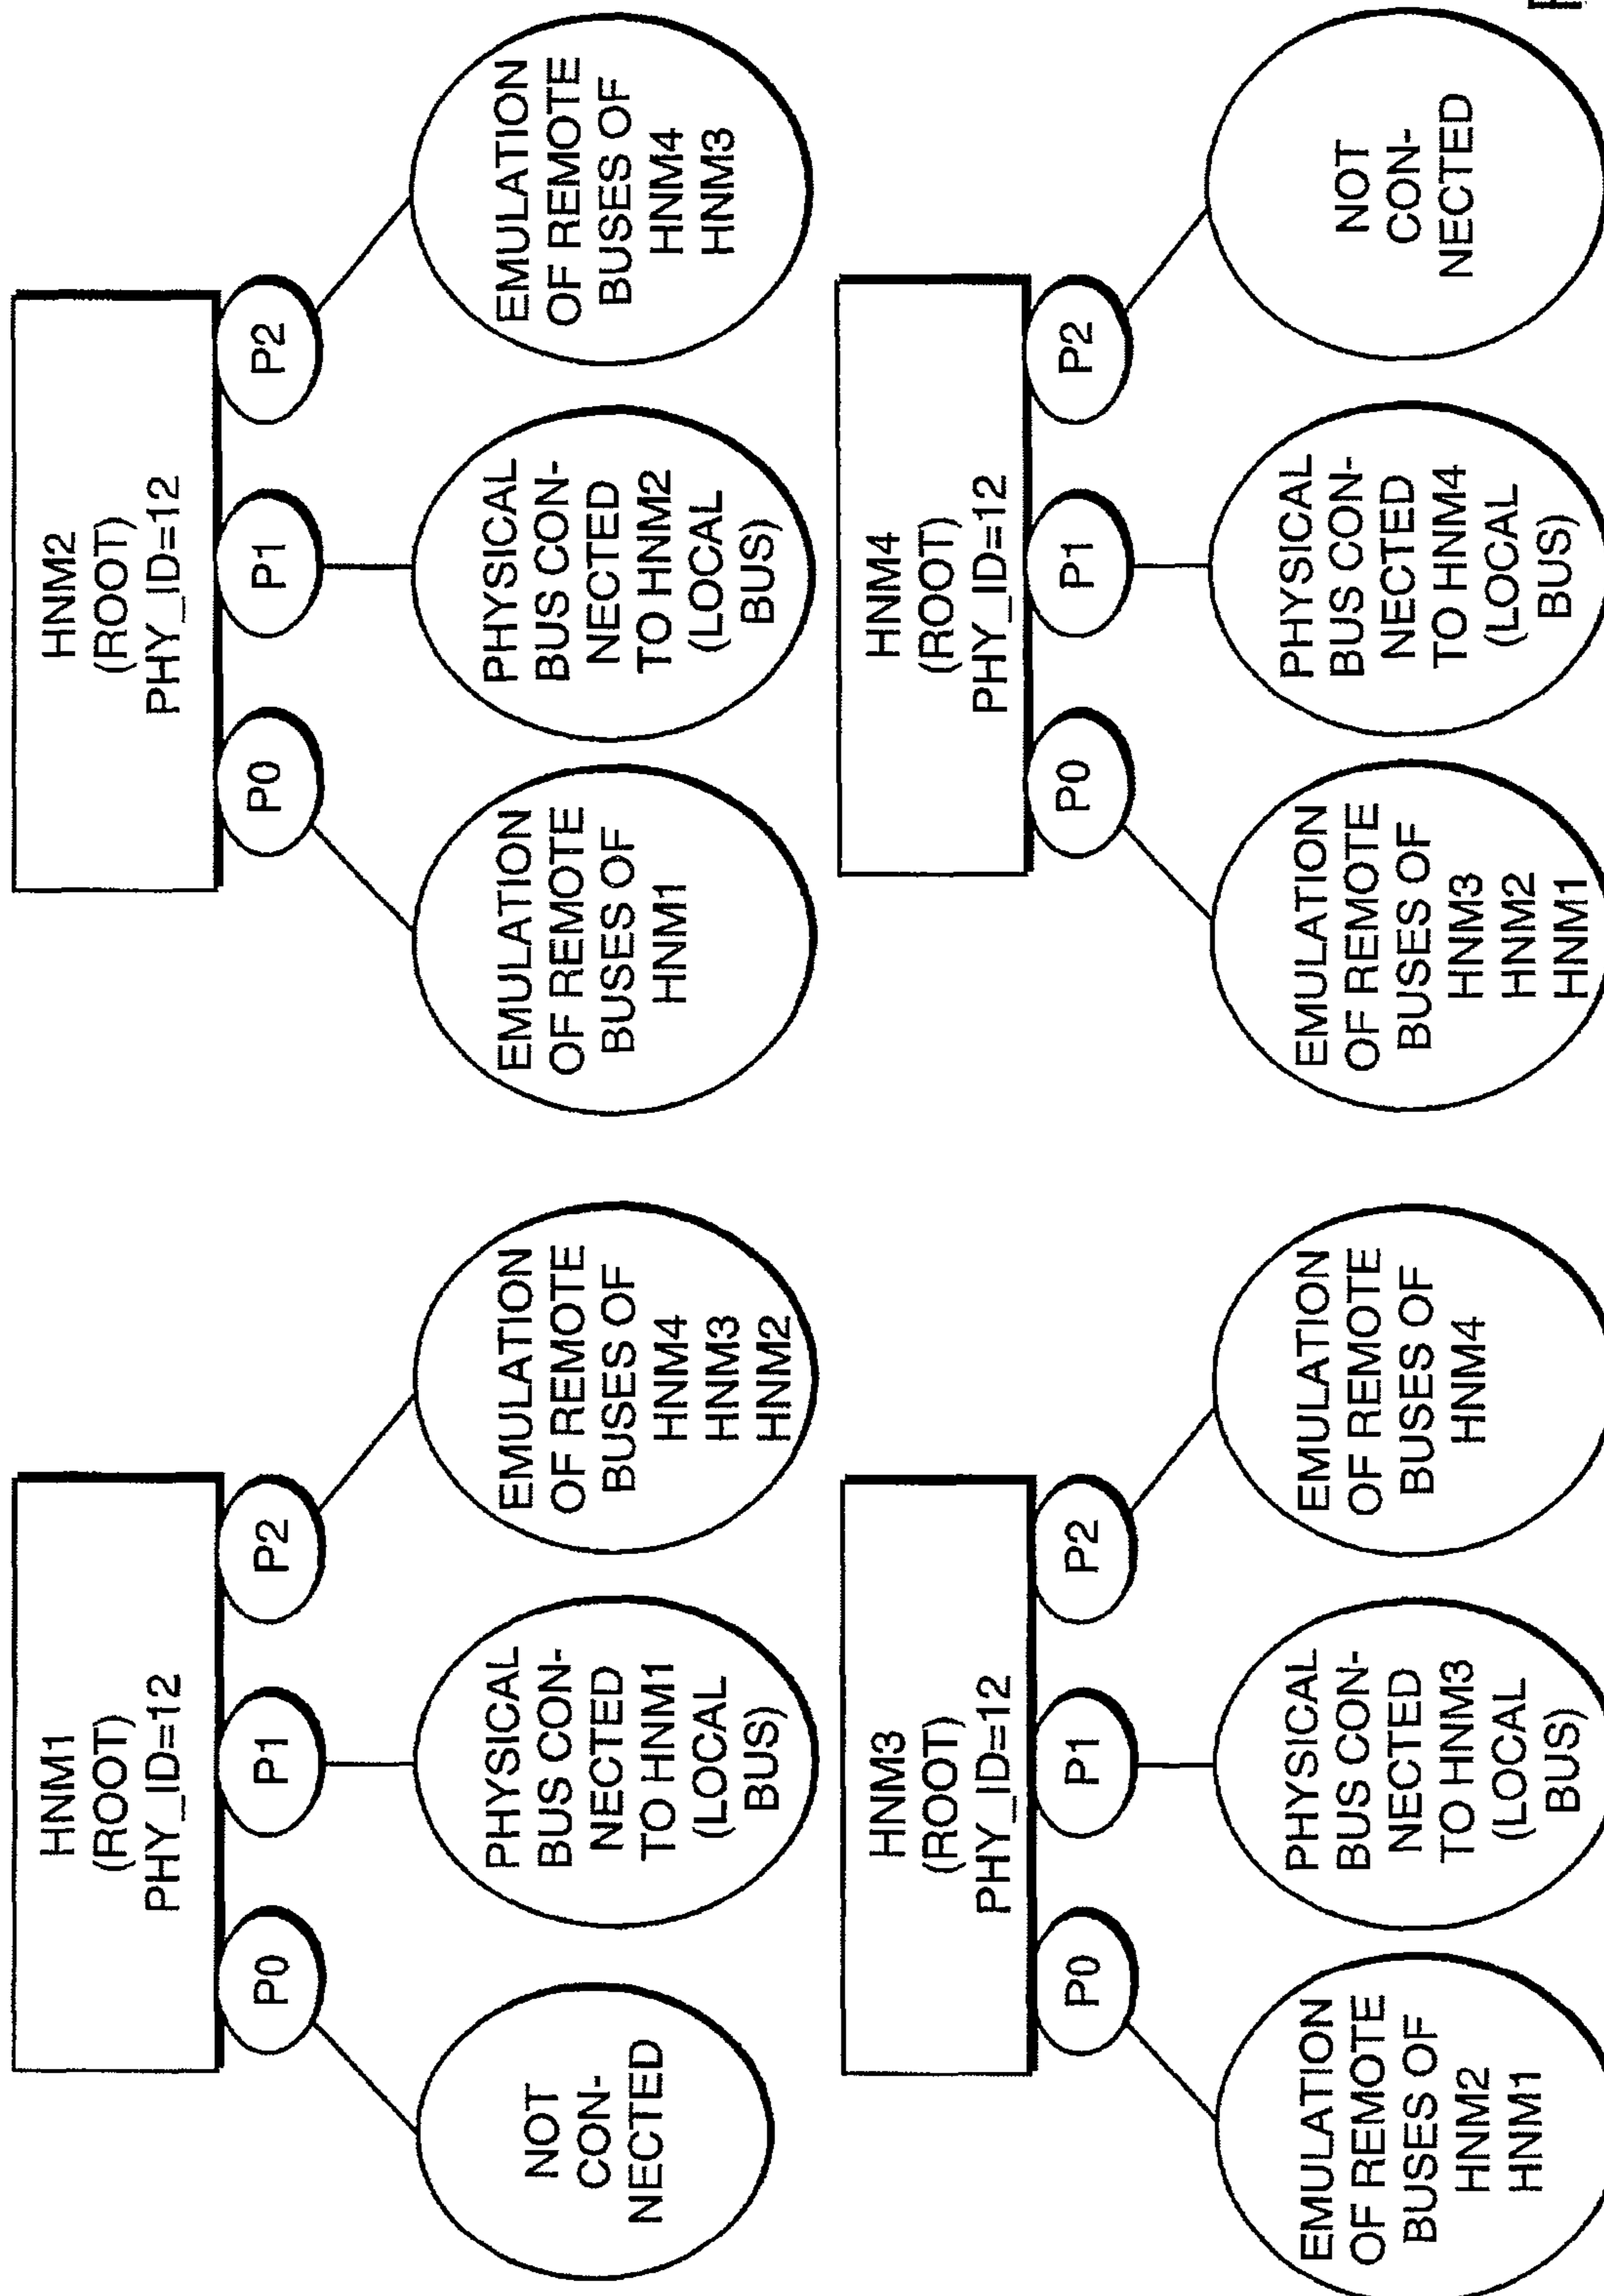 HNM1
(ROOT)
PHY_ID=12
P0
P1
P2
NOT
CON-
NECTED
PHYSICAL
BUS CON-
NECTED
TO HNM1
(LOCAL
BUS)
EMULATION
OF REMOTE
BUSES OF
HNM4
HNM3
HNM2
HNM2
(ROOT)
PHY_ID=12
P0
P1
P2
EMULATION
OF REMOTE
BUSES OF
HNM1
PHYSICAL
BUS CON-
NECTED
TO HNM2
(LOCAL
BUS)
EMULATION
OF REMOTE
BUSES OF
HNM4
HNM3
HNM3
(ROOT)
PHY_ID=12
P0
P1
P2
EMULATION
OF REMOTE
BUSES OF
HNM2
HNM1
PHYSICAL
BUS CON-
NECTED
TO HNM3
(LOCAL
BUS)
EMULATION
OF REMOTE
BUSES OF
HNM4
HNM4
(ROOT)
PHY_ID=12
P0
P1
P2
EMULATION
OF REMOTE
BUSES OF
HNM3
HNM2
HNM1
PHYSICAL
BUS CON-
NECTED
TO HNM4
(LOCAL
BUS)
NOT
CON-
NECTED